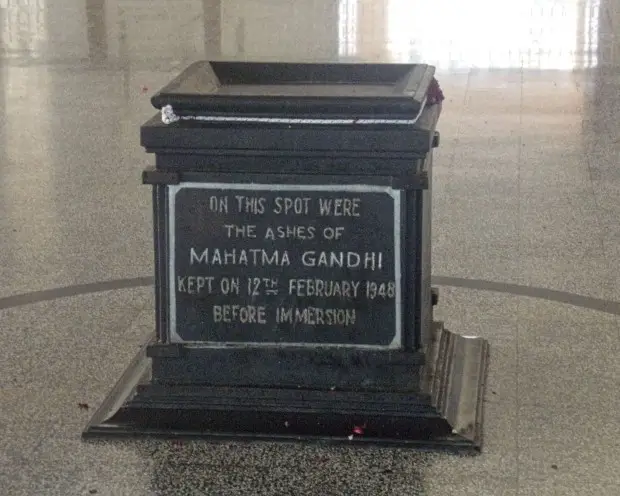 ON THIS SPOT WERE
THE ASHES OF
MAHATMA GANDHI
KEPT ON 12TH FEBRUARY 1948
BEFORE IMMERSION